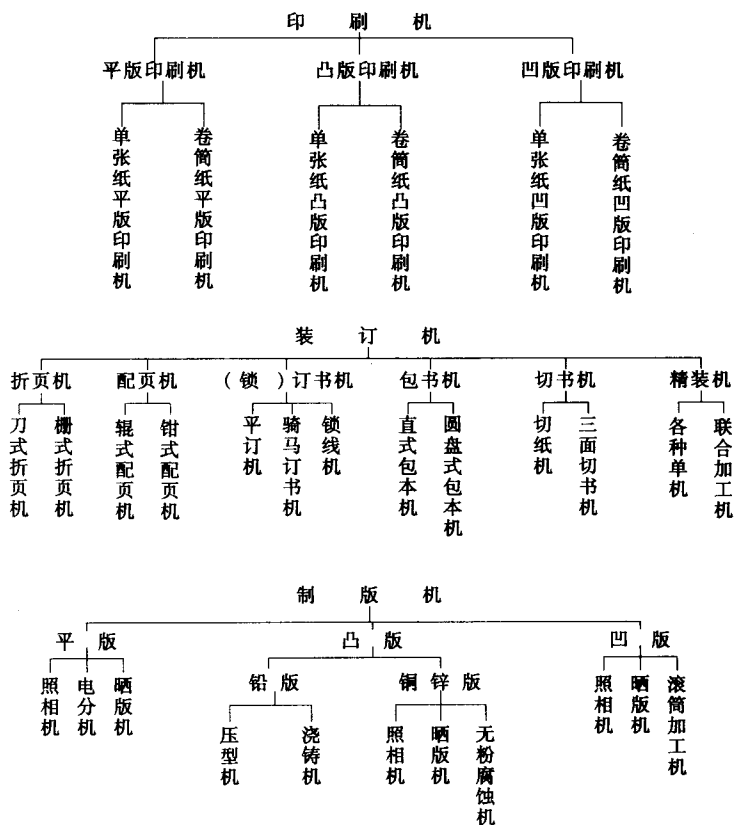 印刷机
平版印刷机
凸版印刷机
凹版印刷机
单张纸平版印刷机
卷筒纸平版印刷机
单张纸凸版印刷机
卷筒纸凸版印刷机
单张纸凹版印刷机
卷筒纸凹版印刷机
装订机
折页机
配页机
(锁)订书机
包书机
切书机
精装机
刀式折页机
栅式折页机
辊式配页机
钳式配页机
平订机
骑马订书机
锁线机
直式包本机
圆盘式包本机
切纸机
三面切书机
各种单机
联合加工机
制版机
平版
凸版
凹版
照相机
电分机
晒版机
铅版
铜锌版
照相机
晒版机
滚筒加工机
压型机
浇铸机
照相机
晒版机
无粉腐蚀机